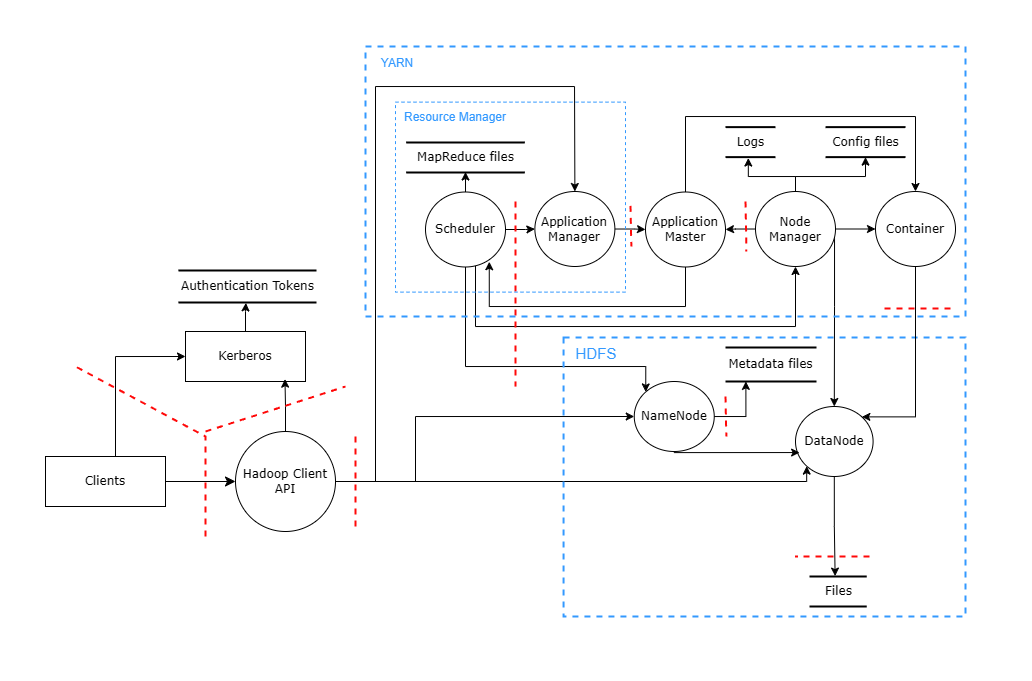 YARN
Resource Manager
MapReduce files
Logs
Config files
Scheduler
Application
Manager
Application
Master
Node
Manager
Container
Authentication Tokens
Kerberos
HDFS
Metadata files
NameNode
DataNode
Clients
Hadoop Client
API
Files